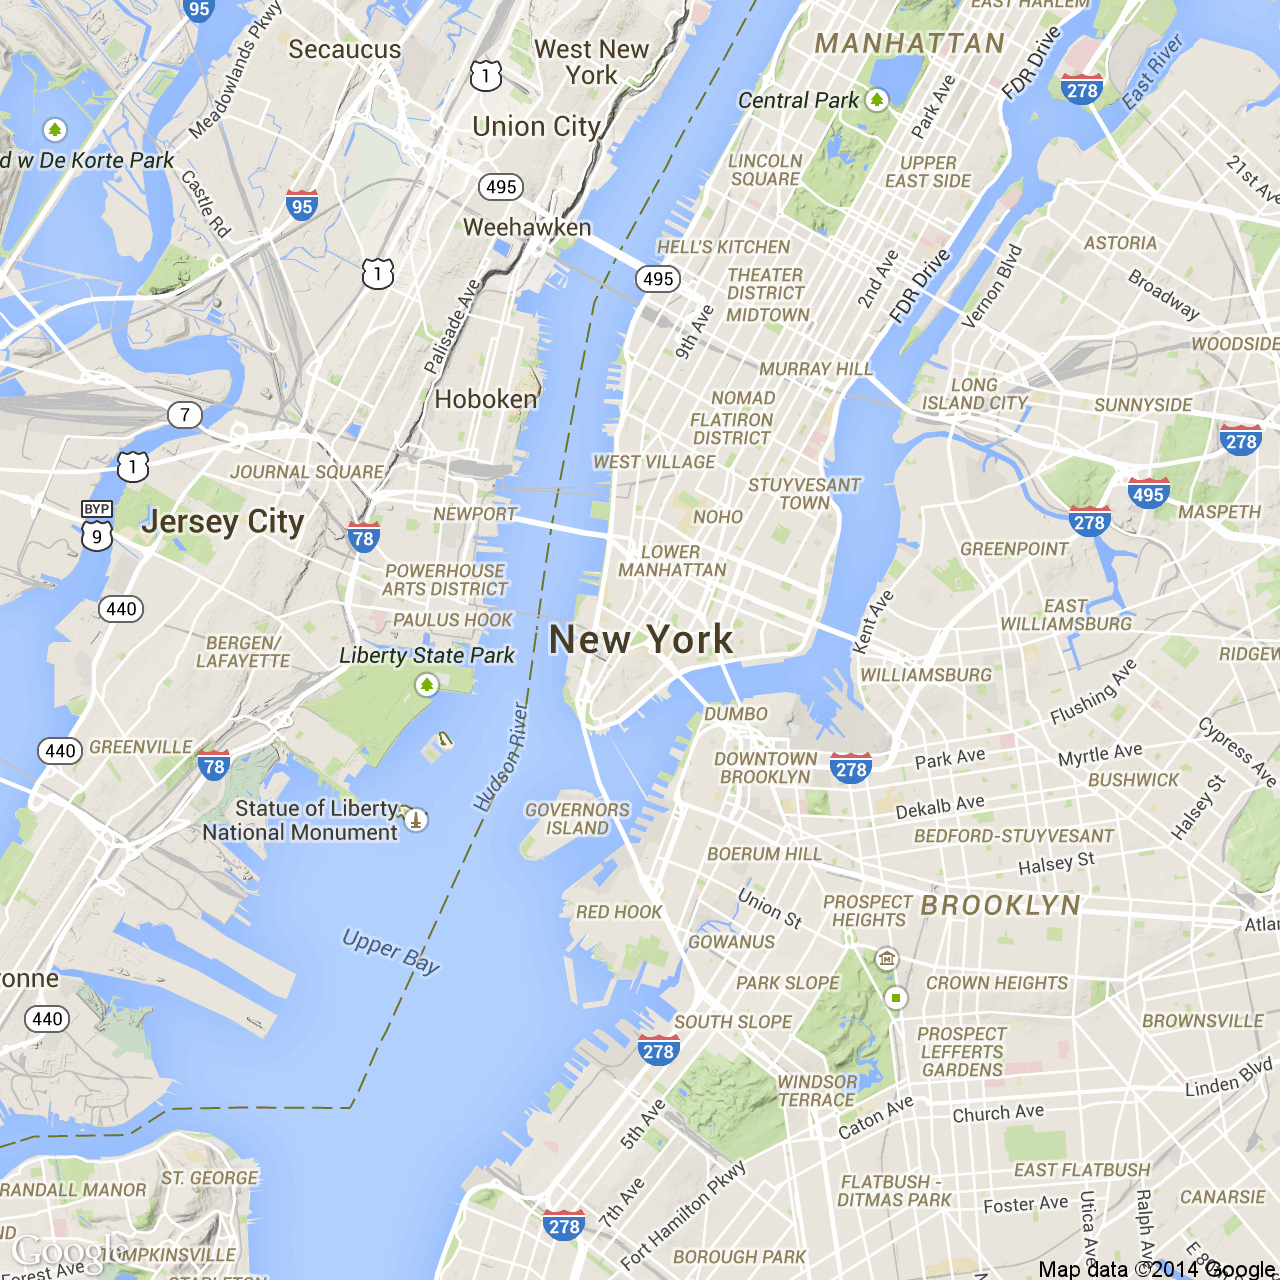 95
EAST HARLEM
MANHATTAN
Secaucus
West New
York
1
Meadowlands Pkwy
FDR Drive
East River
278
Central Park
Park Ave
Union City
d w De Korte Park
LINCOLN
SQUARE
UPPER
EAST SIDE
21st Ave
Castle Rd
495
95
Weehawken
HELL'S KITCHEN
ASTORIA
1
495
THEATER
DISTRICT
2nd Ave
FDR Drive
Vernon Blvd
Broadway
MIDTOWN
Palisade Ave
9th Ave
WOODSIDE
MURRAY HILL
Hoboken
NOMAD
LONG
ISLAND CITY
SUNNYSIDE
7
FLATIRON
DISTRICT
278
1
JOURNAL SQUARE
WEST VILLAGE
STUYVESANT
TOWN
495
BYP
9
Jersey City
NEWPORT
NOHO
278
MASPETH
78
LOWER
MANHATTAN
GREENPOINT
POWERHOUSE
ARTS DISTRICT
440
PAULUS HOOK
Kent Ave
EAST
WILLIAMSBURG
BERGEN/
LAFAYETTE
New York
Liberty State Park
RIDGEW
WILLIAMSBURG
Flushing Ave
440
GREENVILLE
78
Hudson River
DUMBO
DOWNTOWN
BROOKLYN
278
Park Ave
Myrtle Ave
Cypress Ave
BUSHWICK
Statue of Liberty
National Monument
GOVERNORS
ISLAND
Dekalb Ave
Halsey St
BEDFORD-STUYVESANT
BOERUM HILL
Halsey St
RED HOOK
Union St
PROSPECT
HEIGHTS
BROOKLYN
Atlan
Upper Bay
GOWANUS
yonne
PARK SLOPE
CROWN HEIGHTS
440
SOUTH SLOPE
278
PROSPECT
LEFFERTS
GARDENS
BROWNSVILLE
WINDSOR
TERRACE
Linden Blvd
5th Ave
Caton Ave
Church Ave
ST. GEORGE
RANDALL MANOR
FLATBUSH -
DITMAS PARK
EAST FLATBUSH
Foster Ave
Utica Ave
Ralph Ave
CANARSIE
278
7th Ave
Fort Hamilton Pkwy
BOROUGH PARK
ND
Google
TOMPKINSVILLE
Forest Ave
STAPLETON
Map data ©2014 Google